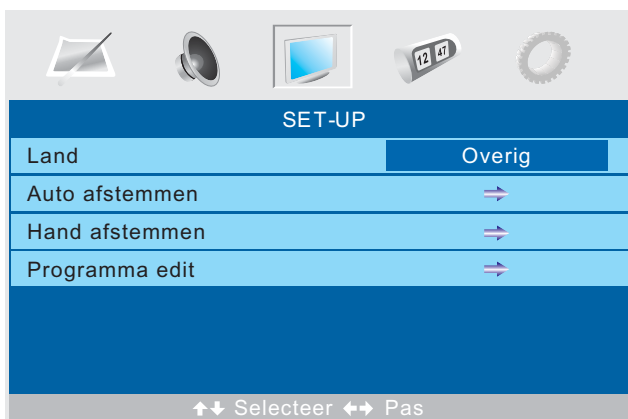 12 47
SET-UP
Land Overig
Auto afstemmen
Hand afstemmen
Programma edit
Selecteer Pas